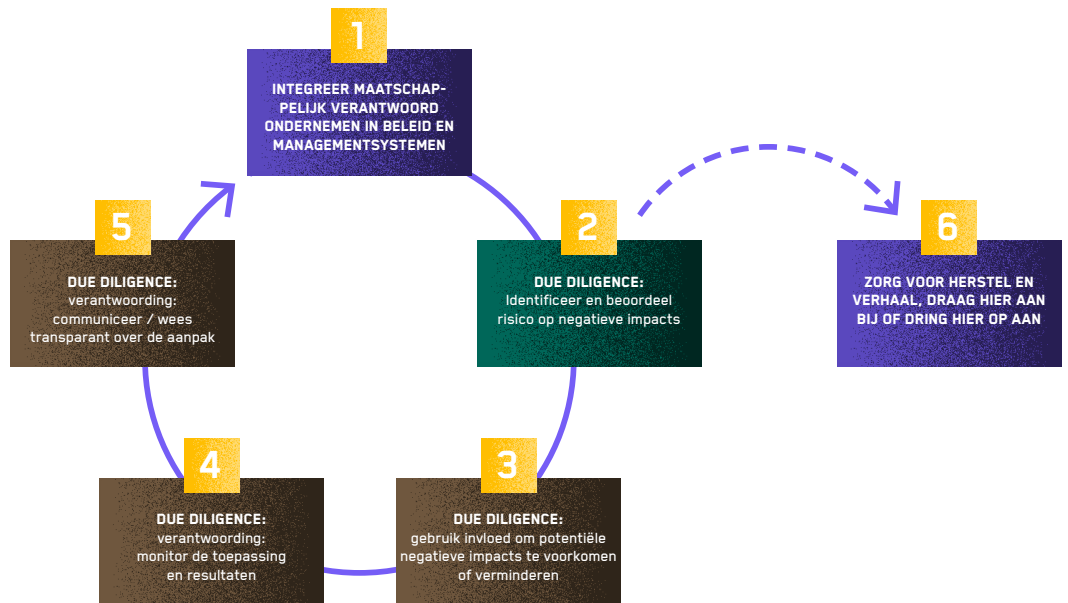 1
INTEGREER MAATSCHAP-
PELIJK VERANTWOORD
ONDERNEMEN IN BELEID EN
MANAGEMENTSYSTEMEN
2
DUE DILIGENCE:
Identificeer en beoordeel
risico op negatieve impacts
3
DUE DILIGENCE:
gebruik invloed om potentiële
negatieve impacts te voorkomen
of verminderen
4
DUE DILIGENCE:
verantwoording:
monitor de toepassing
en resultaten
5
DUE DILIGENCE:
verantwoording:
communiceer / wees
transparant over de aanpak
6
ZORG VOOR HERSTEL EN
VERHAAL, DRAAG HIER AAN
BIJ OF DRING HIER OP AAN